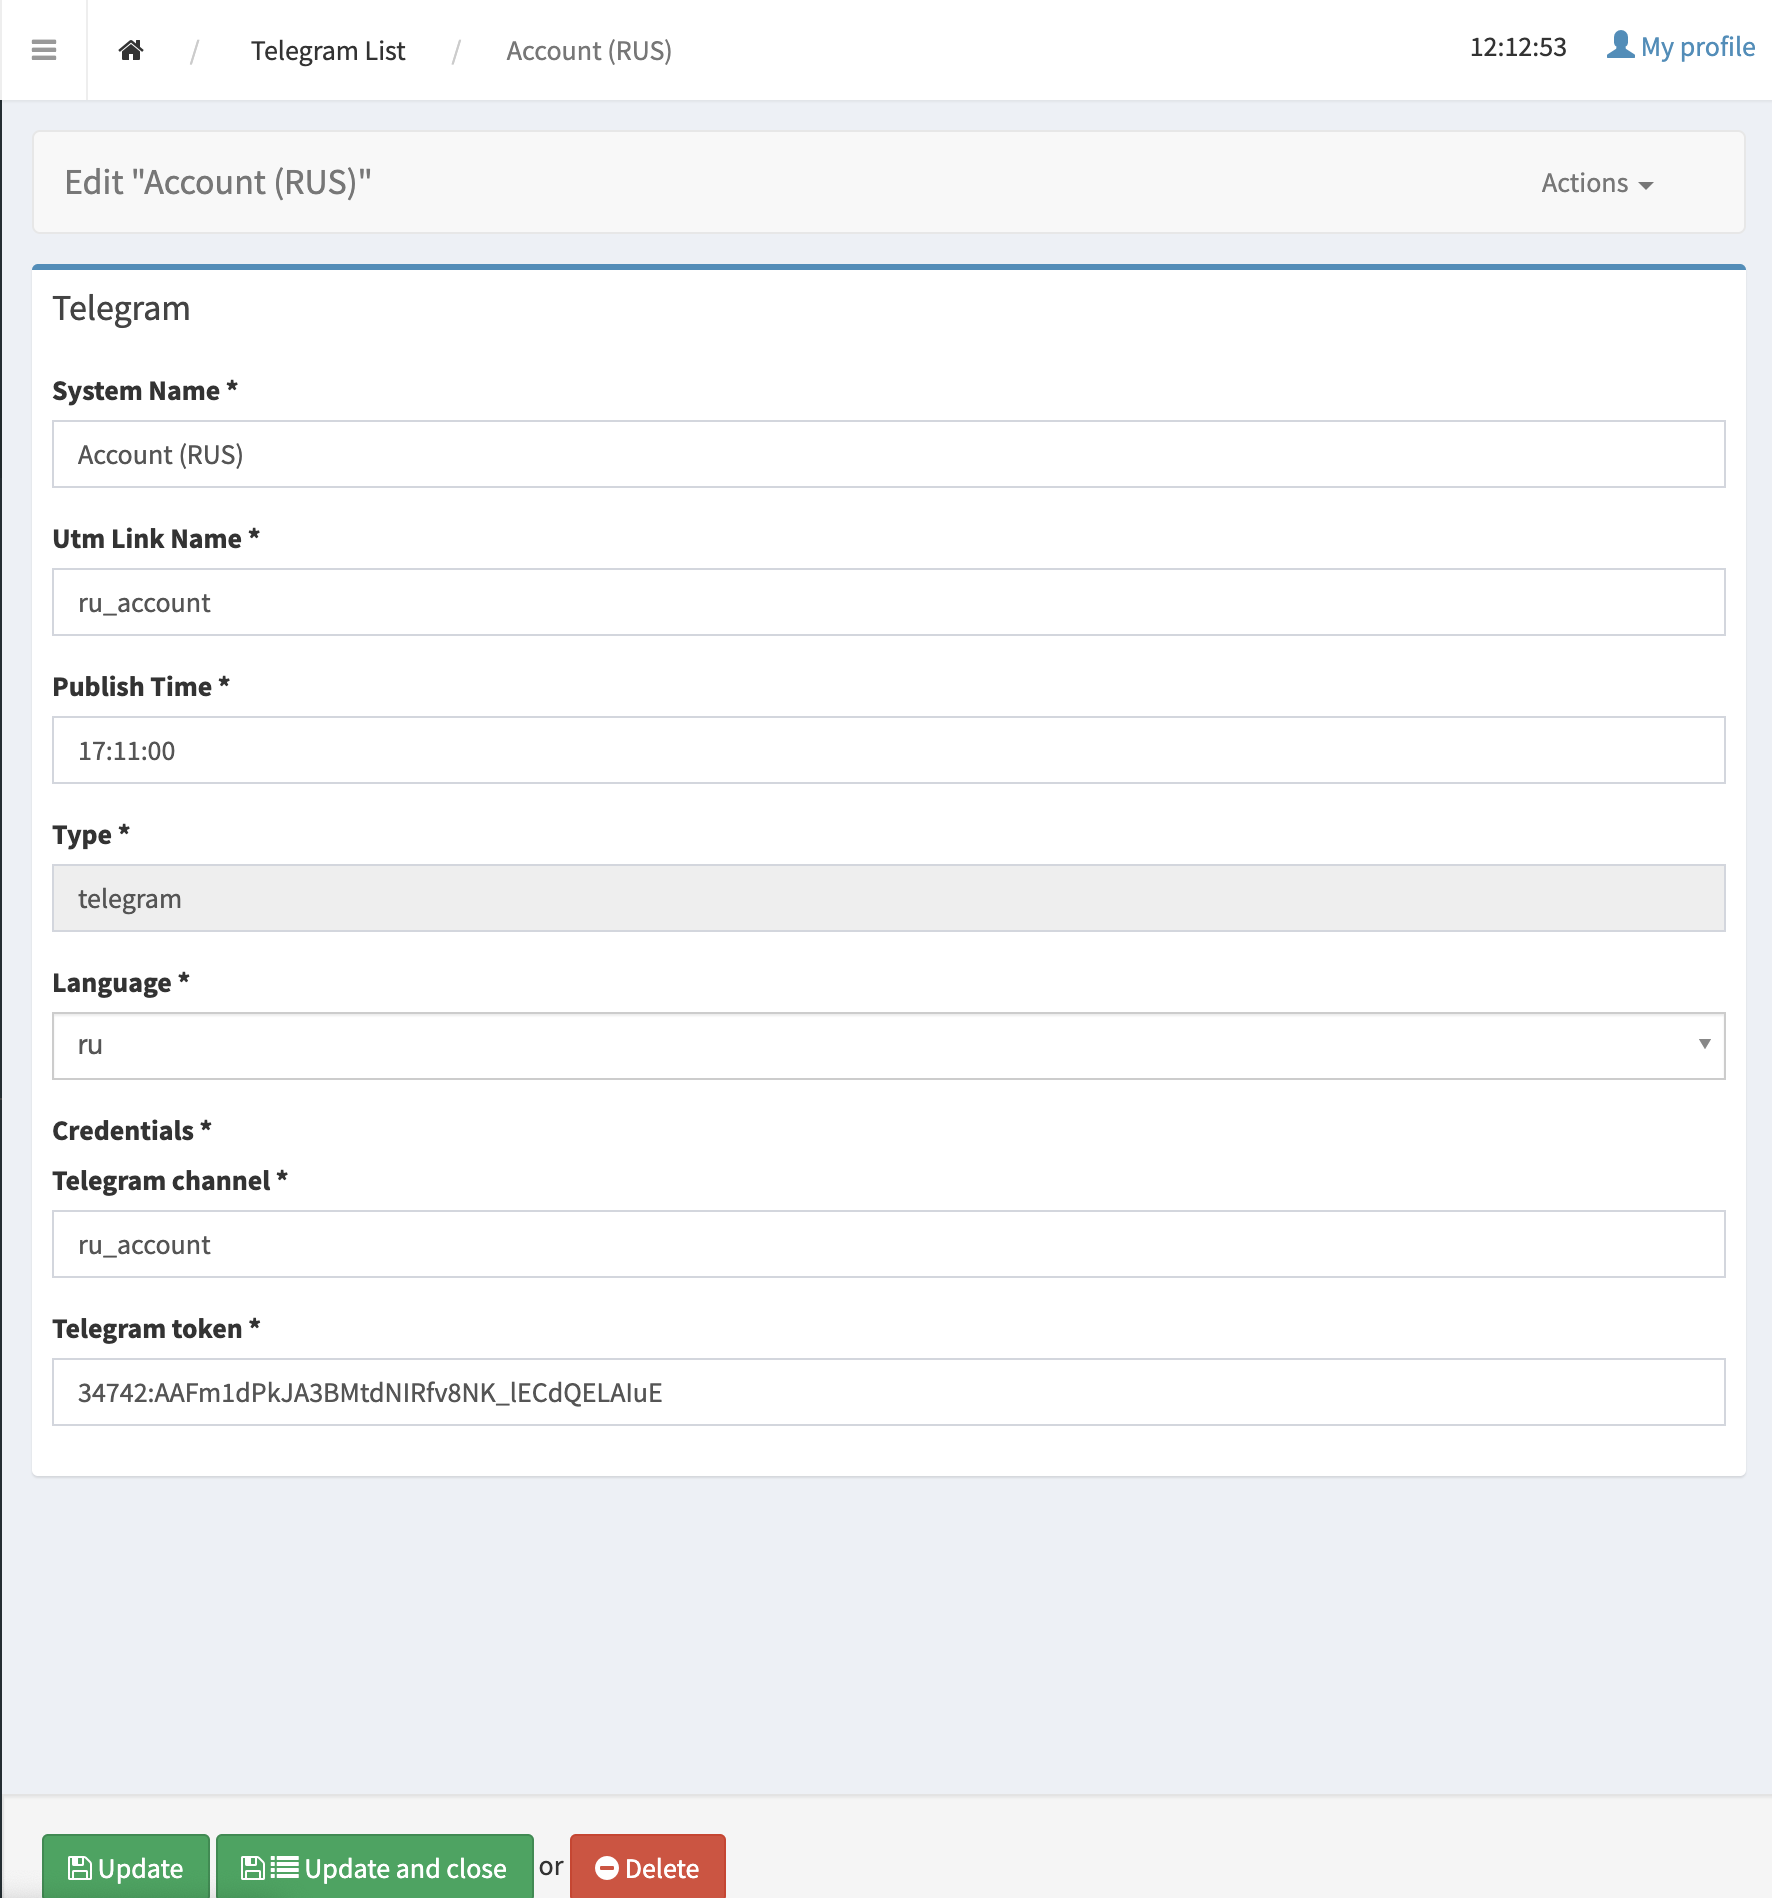 / Telegram List / Account (RUS) 12:12:53 My profile
Edit "Account (RUS)" Actions
Telegram
System Name *
Account (RUS)
Utm Link Name *
ru_account
Publish Time *
17:11:00
Type *
telegram
Language *
ru
Credentials *
Telegram channel *
ru_account
Telegram token *
34742:AAFm1dPkJA3BMtdNIRfv8NK_lECdQELAIuE
Update Update and close or Delete